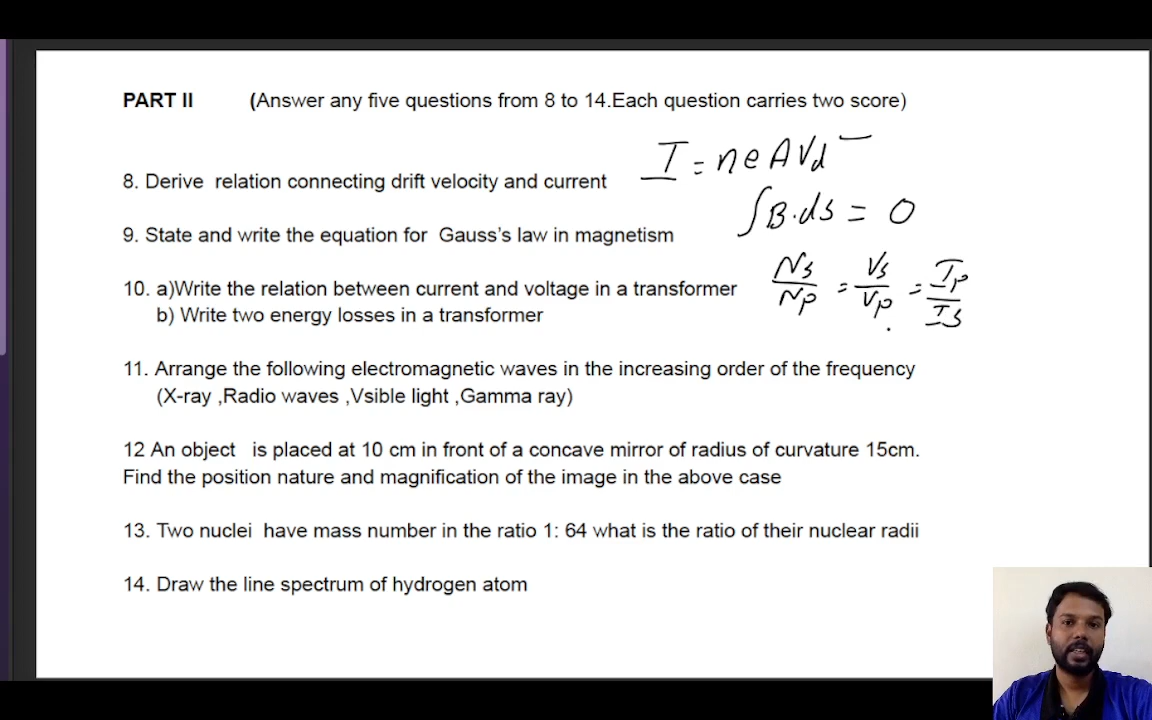 PART II (Answer any five questions from 8 to 14.Each question carries two score)
I = neAVd
8. Derive relation connecting drift velocity and current
∫B.ds = 0
9. State and write the equation for Gauss's law in magnetism
Ns/Np = Vs/Vp = Ip/Is
10. a)Write the relation between current and voltage in a transformer
b) Write two energy losses in a transformer
11. Arrange the following electromagnetic waves in the increasing order of the frequency
(X-ray ,Radio waves ,Vsible light ,Gamma ray)
12 An object is placed at 10 cm in front of a concave mirror of radius of curvature 15cm.
Find the position nature and magnification of the image in the above case
13. Two nuclei have mass number in the ratio 1: 64 what is the ratio of their nuclear radii
14. Draw the line spectrum of hydrogen atom